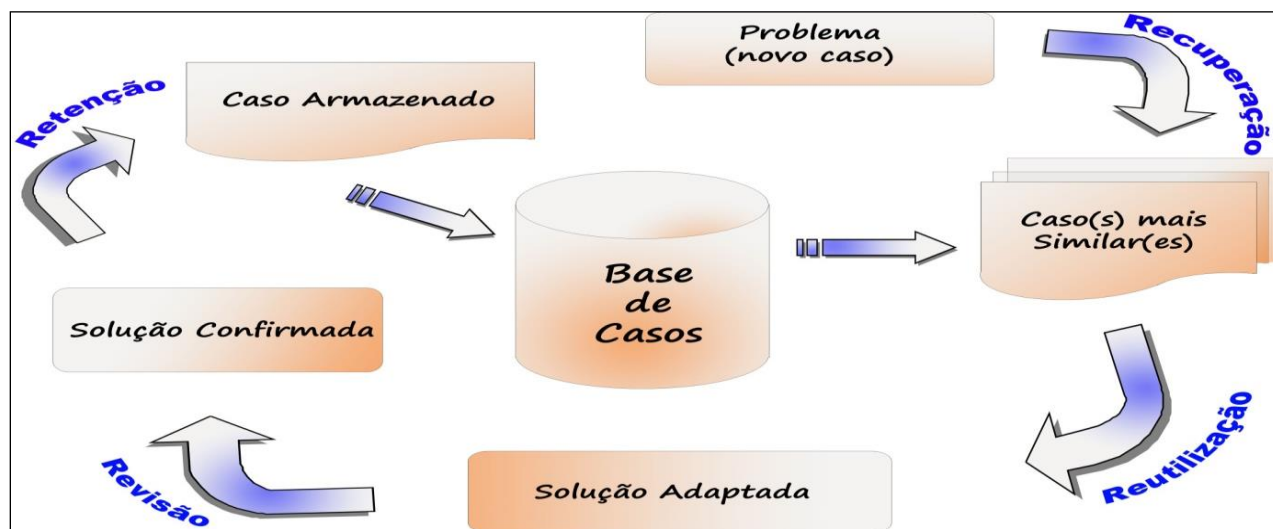 Problema
(novo caso)
Recuperação
Caso(s) mais
Similar(es)
Reutilização
Solução Adaptada
Revisão
Solução Confirmada
Retenção
Caso Armazenado
Base
de
Casos